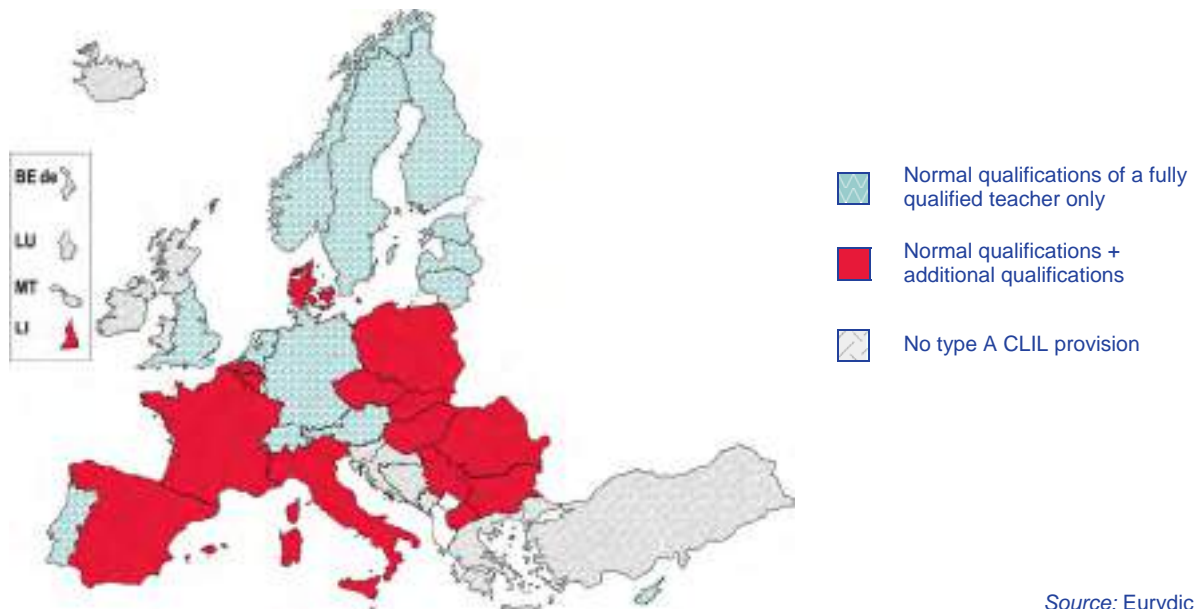 BE de
LU
MT
LI
Normal qualifications of a fully
qualified teacher only
Normal qualifications +
additional qualifications
No type A CLIL provision
Source: Eurydic